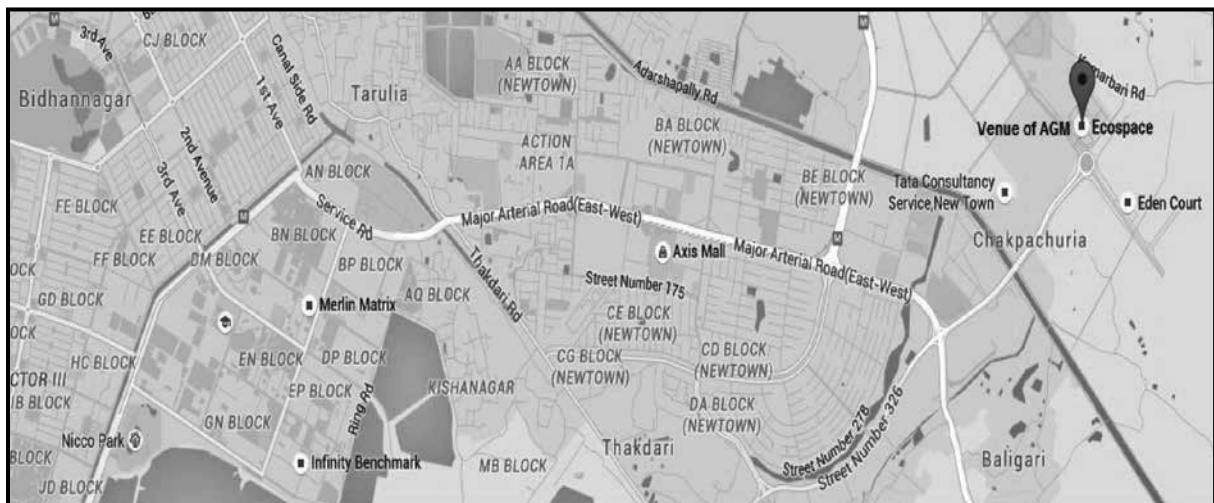 M
CJ BLOCK
3rd Ave
Bidhannagar
Canal Side Rd
1st Ave
Tarulia
AA BLOCK
(NEWTOWN)
Adarshapally Rd
M
BA BLOCK
(NEWTOWN)
ACTION
AREA 1A
Venue of AGM
Ecospace
2nd Avenue
3rd Ave
AN BLOCK
BE BLOCK
(NEWTOWN)
Tata Consultancy
Service,New Town
Eden Court
FE BLOCK
EE BLOCK
FF BLOCK
M
BN BLOCK
Service Rd
Major Arterial Road(East-West)
Major Arterial Road(East-West)
M
Chakpachuria
OCK
DM BLOCK
BP BLOCK
Thakdari Rd
Axis Mall
GD BLOCK
AQ BLOCK
Street Number 175
Merlin Matrix
CE BLOCK
(NEWTOWN)
OCK
HC BLOCK
EN BLOCK
DP BLOCK
CG BLOCK
(NEWTOWN)
CD BLOCK
(NEWTOWN)
CTOR III
EP BLOCK
KISHANAGAR
IB BLOCK
GN BLOCK
Ring Rd
DA BLOCK
(NEWTOWN)
Nicco Park
Thakdari
Street Number 278
Street Number 326
Baligari
BLOCK
Infinity Benchmark
MB BLOCK
JD BLOCK